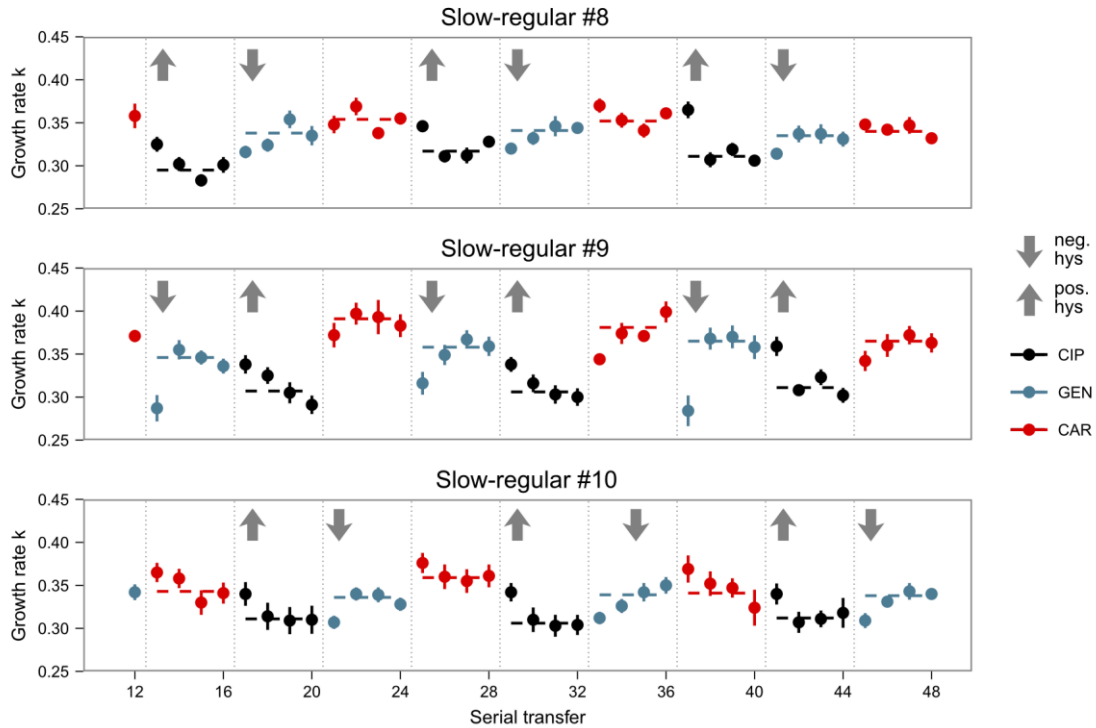 Slow-regular #8
Growth rate k
0.45
0.40
0.35
0.30
0.25
Slow-regular #9
Growth rate k
0.45
0.40
0.35
0.30
0.25
Slow-regular #10
Growth rate k
0.45
0.40
0.35
0.30
0.25
12 16 20 24 28 32 36 40 44 48
Serial transfer
neg.
hys
pos.
hys
CIP
GEN
CAR